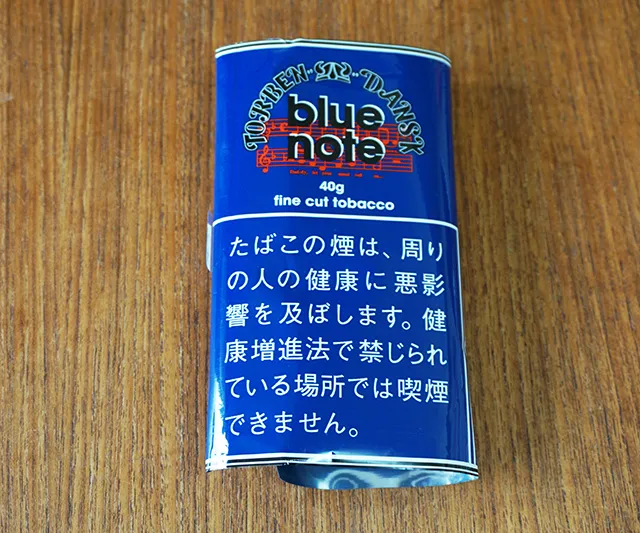 TORBEN DANSK
blue
note
40g
fine cut tobacco
たばこの煙は、周り
の人の健康に悪影
響を及ぼします。健
康増進法で禁じられ
ている場所では喫煙
できません。